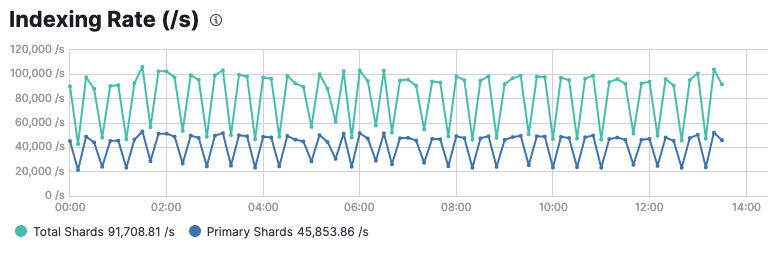 Indexing Rate (/s)
120,000 /s
100,000 /s
80,000 /s
60,000 /s
40,000 /s
20,000 /s
0 /s
00:00 02:00 04:00 06:00 08:00 10:00 12:00 14:00
Total Shards 91,708.81 /s Primary Shards 45,853.86 /s